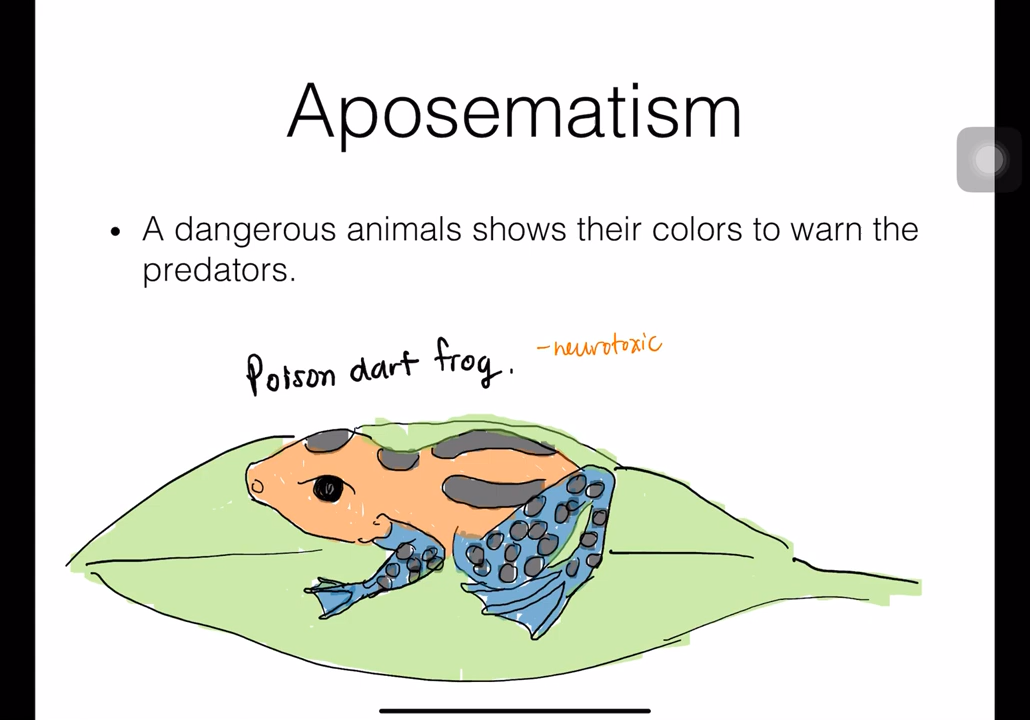 Aposematism
• A dangerous animals shows their colors to warn the
predators.
Poison dart frog. -neurotoxic